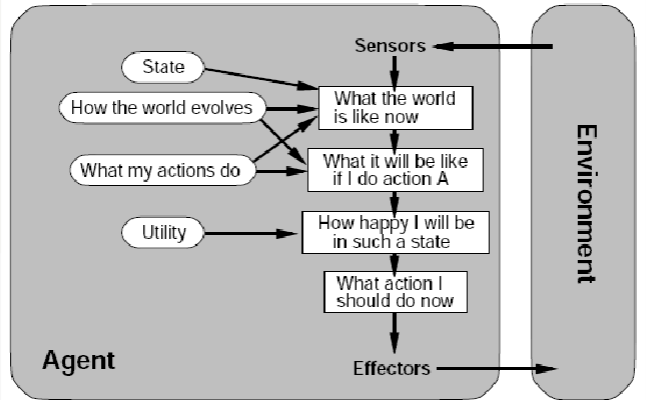 Sensors
State
What the world
is like now
How the world evolves
What it will be like
if I do action A
What my actions do
How happy I will be
in such a state
Utility
What action I
should do now
Agent
Effectors
Environment